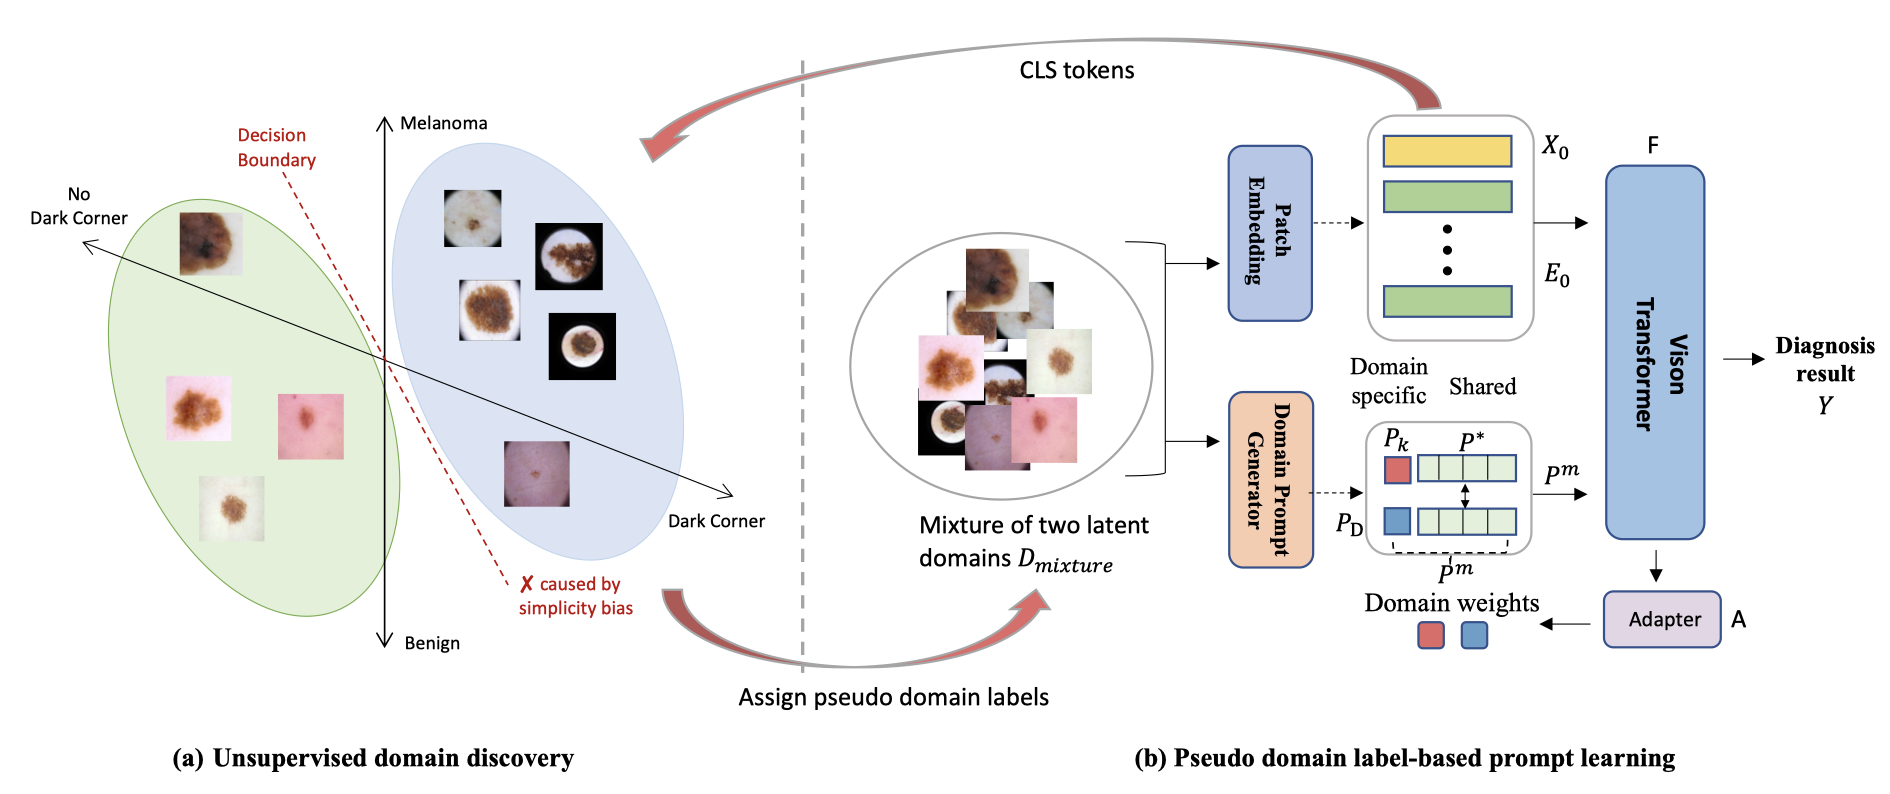 CLS tokens
Melanoma
Decision
Boundary
No
Dark Corner
Dark Corner
✗ caused by
simplicity bias
Benign
Assign pseudo domain labels
Mixture of two latent
domains D_mixture
Patch
Embedding
Domain Prompt
Generator
X_0
E_0
Domain
specific
Shared
P_k
P*
P_D
P^m
P^m
Domain weights
F
Vison
Transformer
Adapter
A
Diagnosis
result
Y
(a) Unsupervised domain discovery
(b) Pseudo domain label-based prompt learning